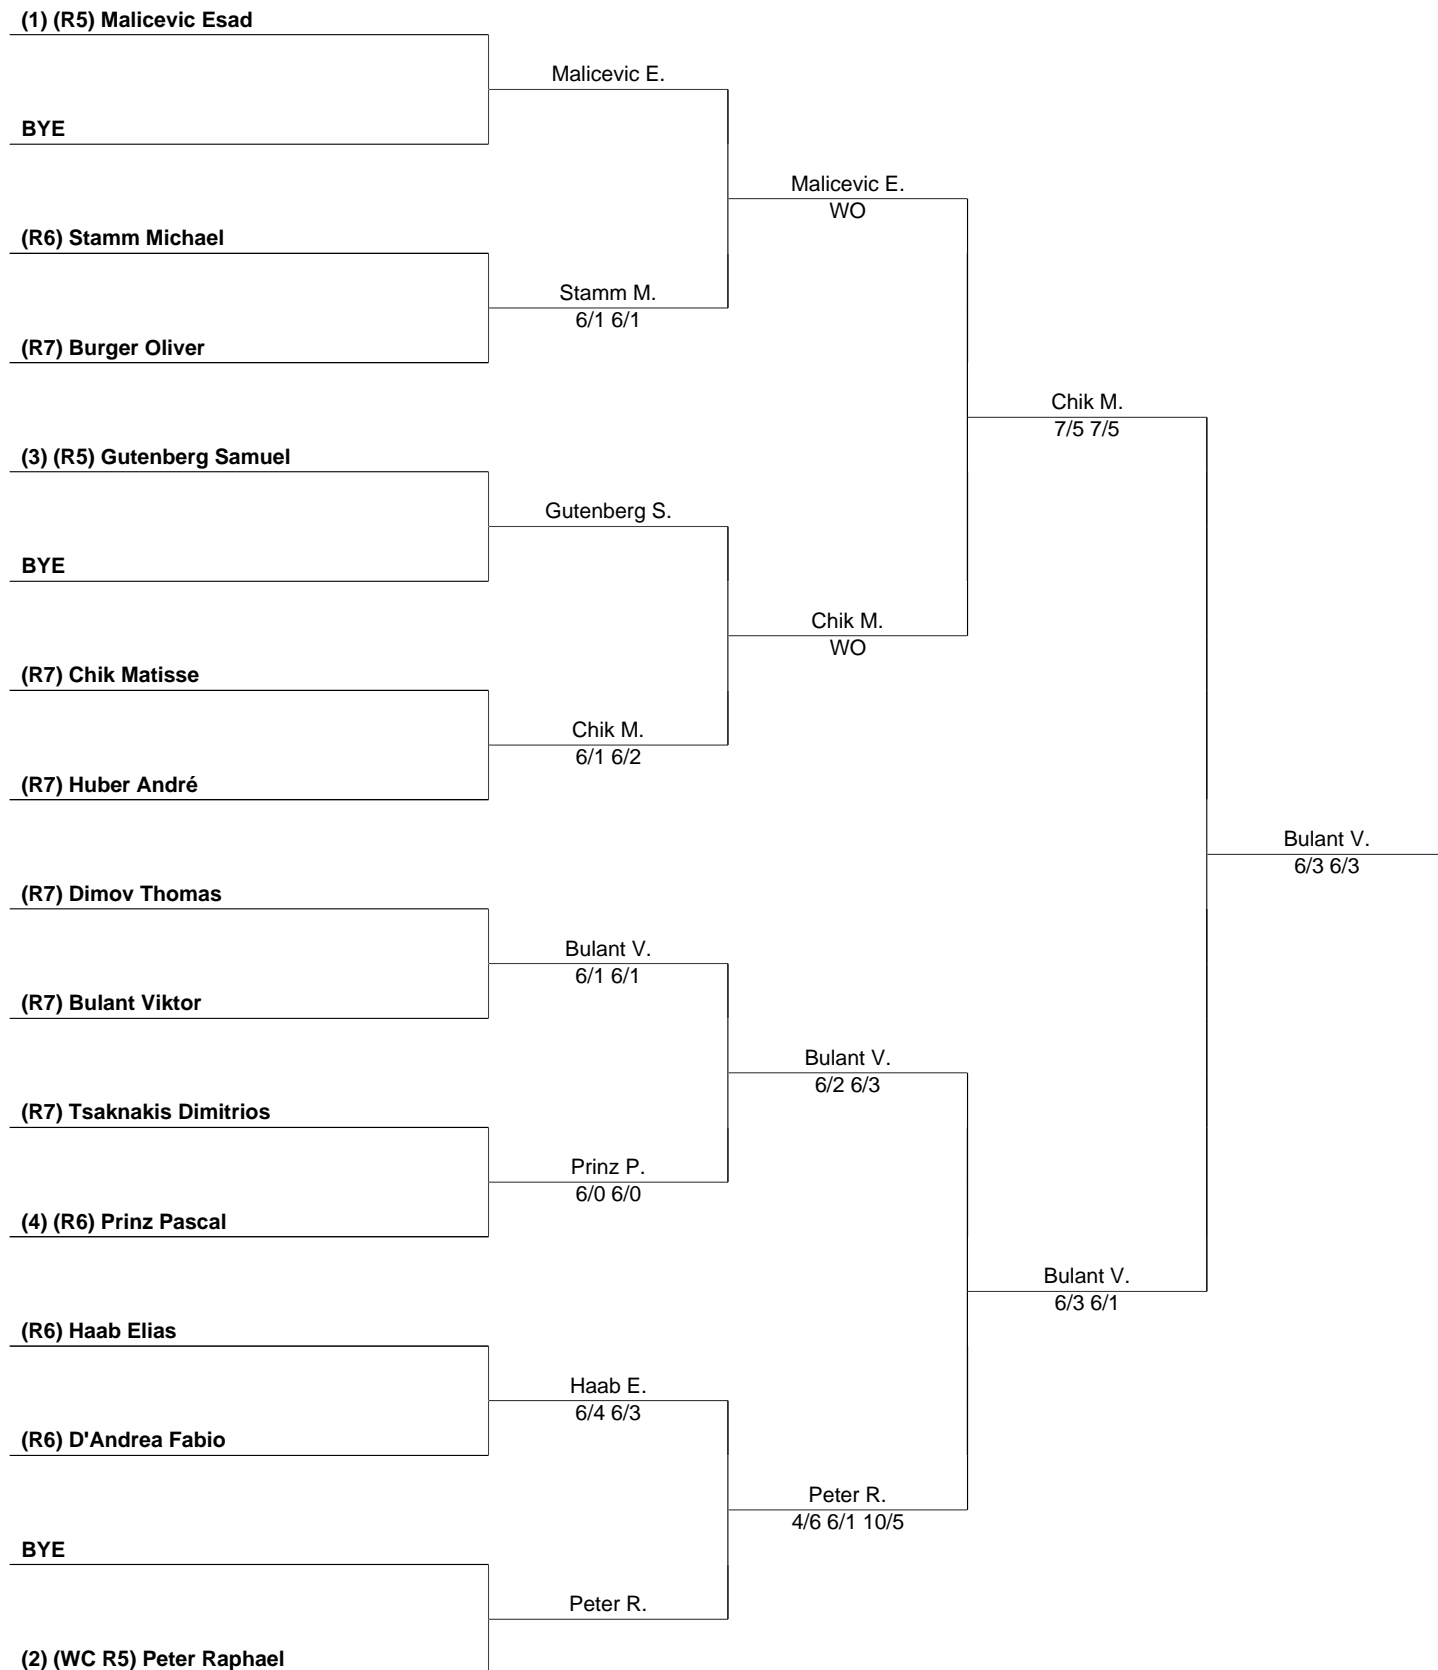 (1) (R5) Malicevic Esad
Malicevic E.
BYE
Malicevic E.
WO
(R6) Stamm Michael
Stamm M.
6/1 6/1
(R7) Burger Oliver
Chik M.
7/5 7/5
(3) (R5) Gutenberg Samuel
Gutenberg S.
BYE
Chik M.
WO
(R7) Chik Matisse
Chik M.
6/1 6/2
(R7) Huber André
Bulant V.
6/3 6/3
(R7) Dimov Thomas
Bulant V.
6/1 6/1
(R7) Bulant Viktor
Bulant V.
6/2 6/3
(R7) Tsaknakis Dimitrios
Prinz P.
6/0 6/0
(4) (R6) Prinz Pascal
Bulant V.
6/3 6/1
(R6) Haab Elias
Haab E.
6/4 6/3
(R6) D'Andrea Fabio
Peter R.
4/6 6/1 10/5
BYE
Peter R.
(2) (WC R5) Peter Raphael